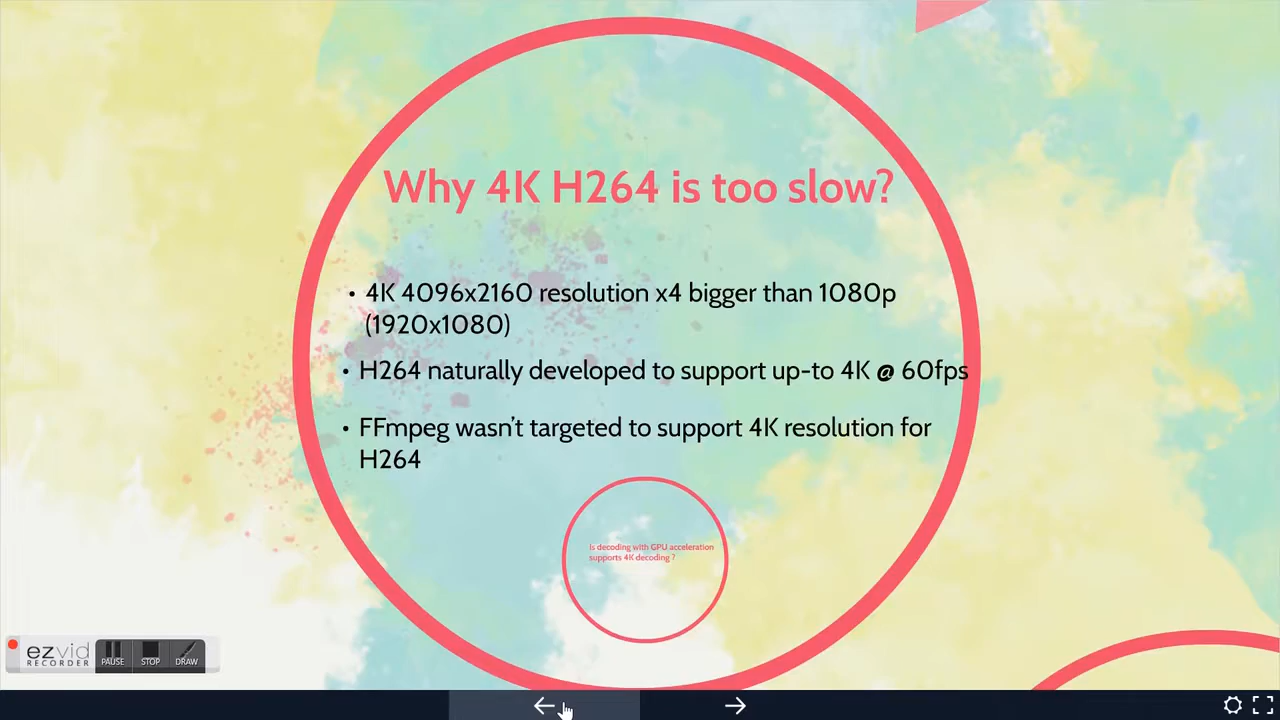 Why 4K H264 is too slow?
• 4K 4096x2160 resolution x4 bigger than 1080p
(1920x1080)
• H264 naturally developed to support up-to 4K @ 60fps
• FFmpeg wasn't targeted to support 4K resolution for
H264
Is decoding with GPU acceleration
supports 4K decoding ?
ezvid
RECORDER
PAUSE STOP DRAW